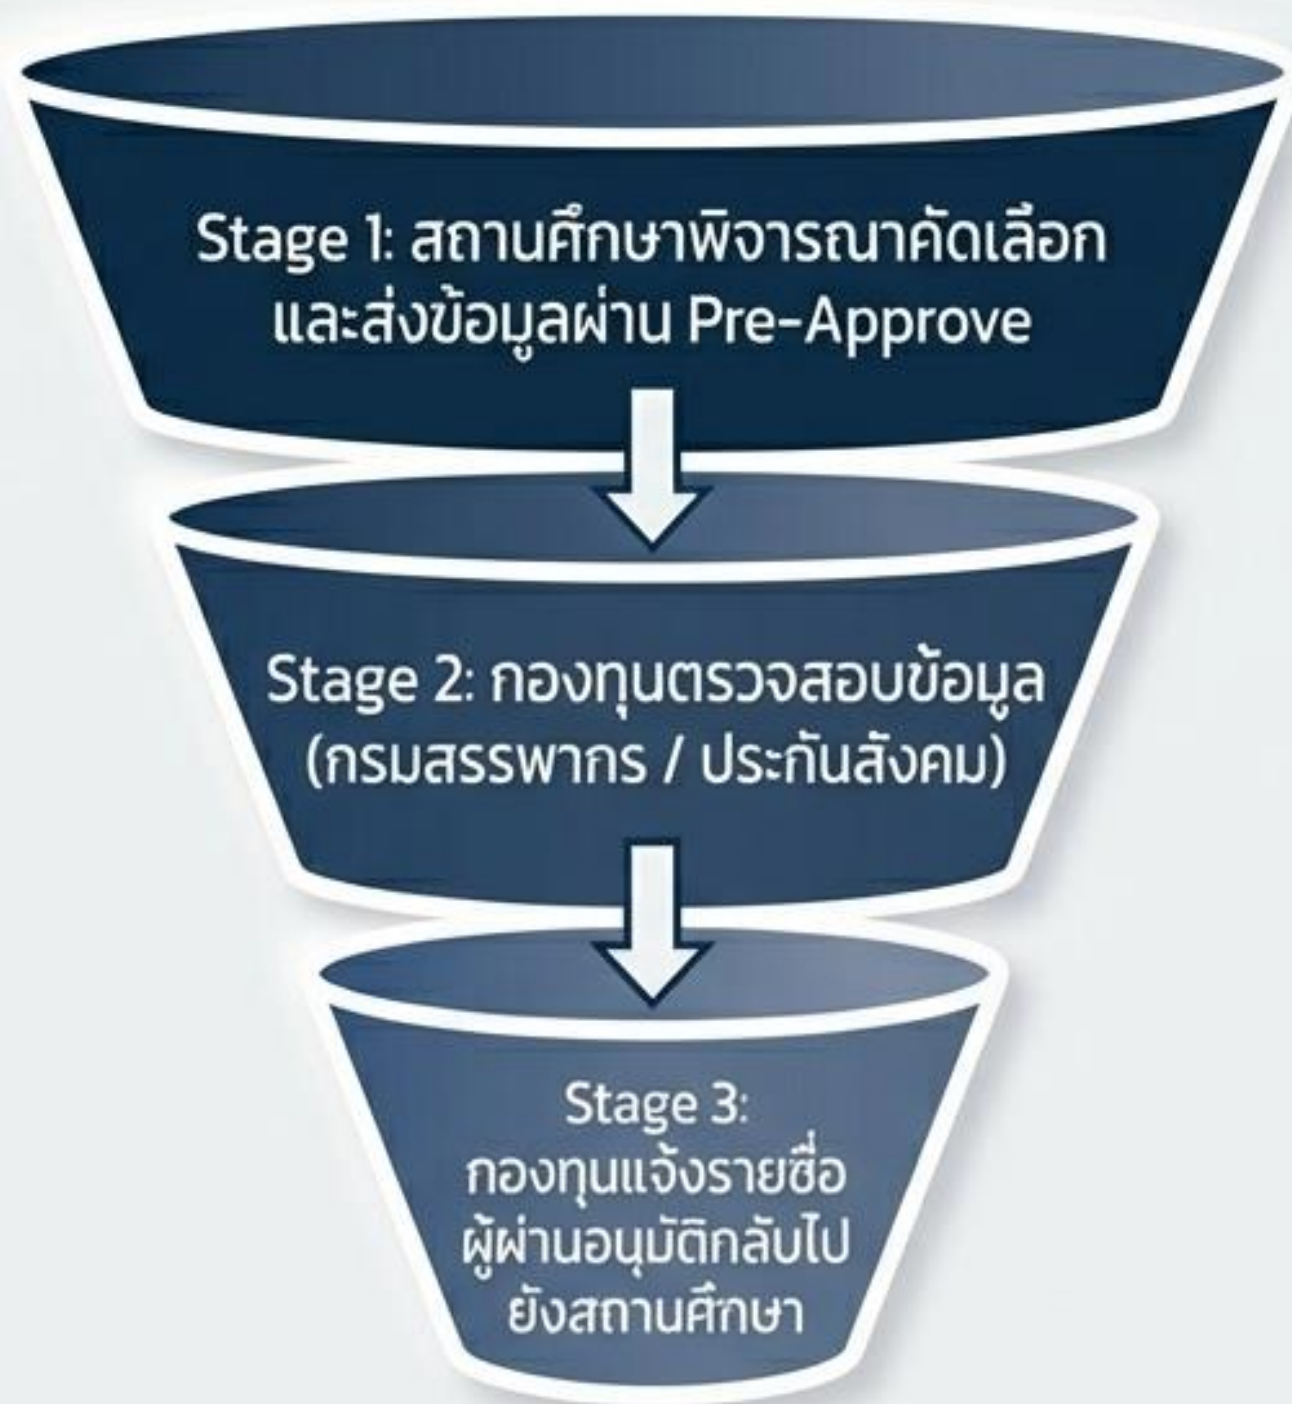 Stage 1: สถานศึกษาพิจารณาคัดเลือก
และส่งข้อมูลผ่าน Pre-Approve
Stage 2: กองทุนตรวจสอบข้อมูล
(กรมสรรพากร / ประกันสังคม)
Stage 3:
กองทุนแจ้งรายชื่อ
ผู้ผ่านอนุมัติกลับไป
ยังสถานศึกษา